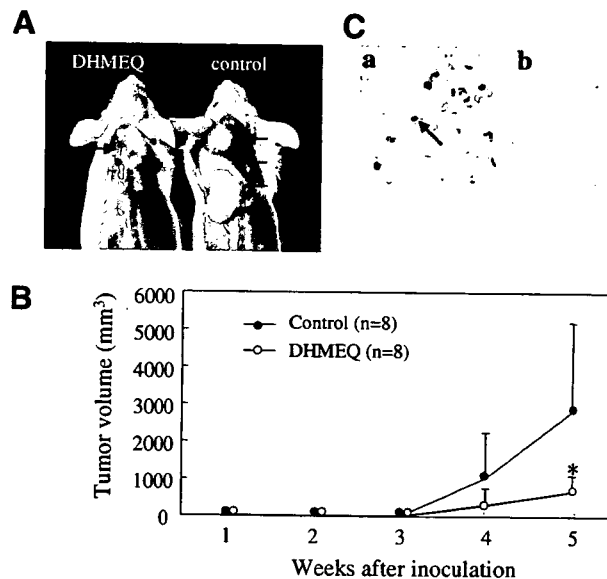 A
DHMEQ control
C
a b
B
Tumor volume (mm³)
6000
5000
4000
3000
2000
1000
0
Control (n=8)
DHMEQ (n=8)
*
1 2 3 4 5
Weeks after inoculation